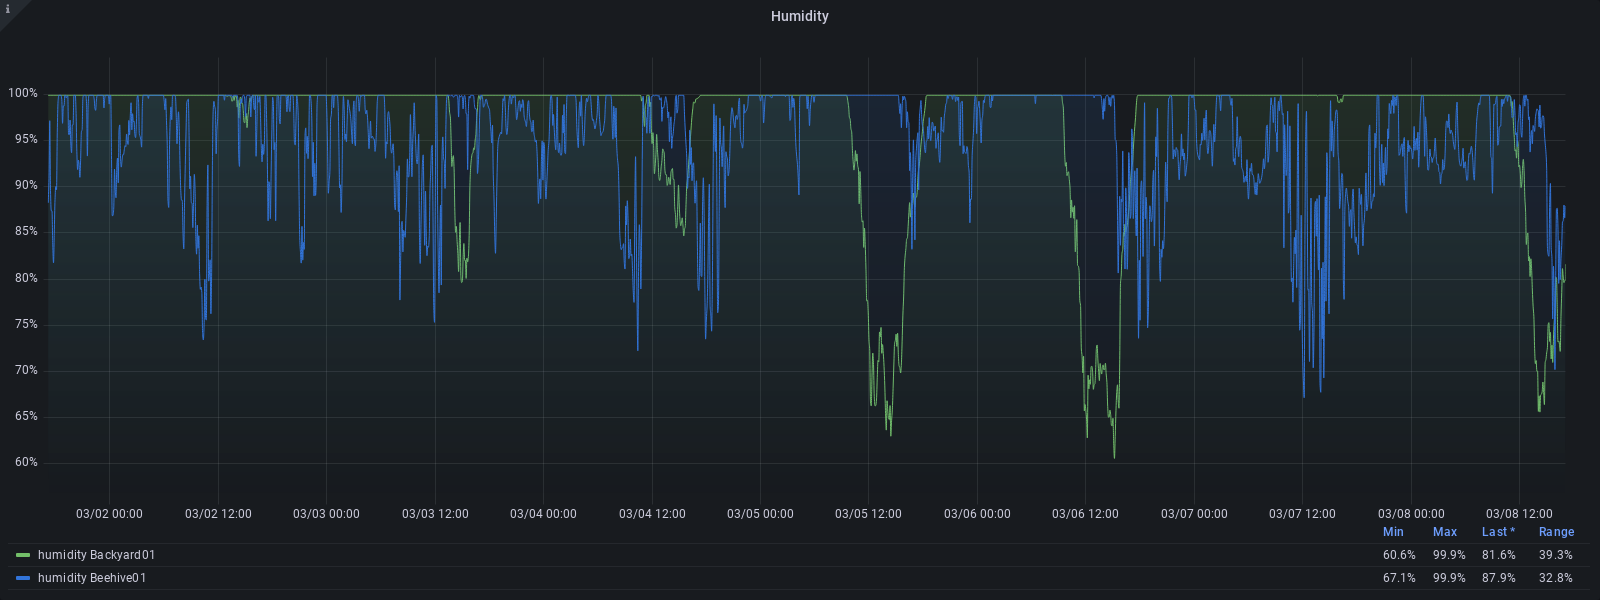 i
Humidity
100%
95%
90%
85%
80%
75%
70%
65%
60%
03/02 00:00 03/02 12:00 03/03 00:00 03/03 12:00 03/04 00:00 03/04 12:00 03/05 00:00 03/05 12:00 03/06 00:00 03/06 12:00 03/07 00:00 03/07 12:00 03/08 00:00 03/08 12:00
Min Max Last * Range
humidity Backyard01 60.6% 99.9% 81.6% 39.3%
humidity Beehive01 67.1% 99.9% 87.9% 32.8%